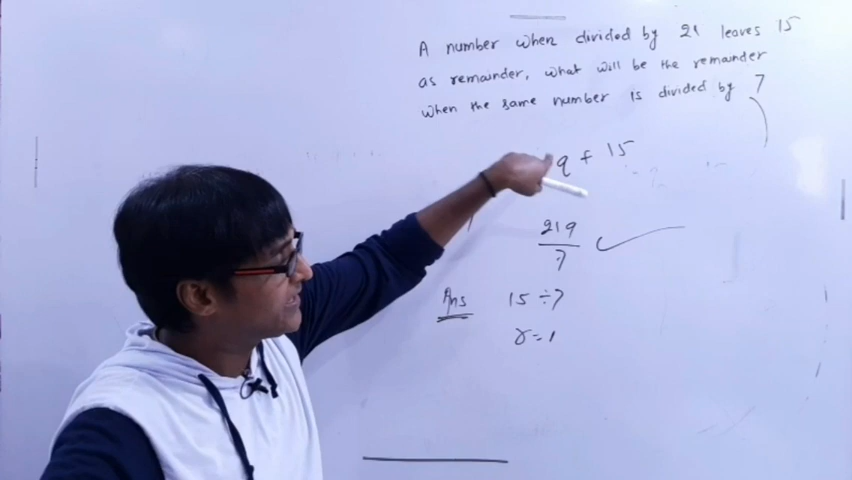 A number when divided by 21 leaves 15
as remainder, what will be the remainder
when the same number is divided by 7
q + 15
21q
7
Ans 15 ÷ 7
r = 1